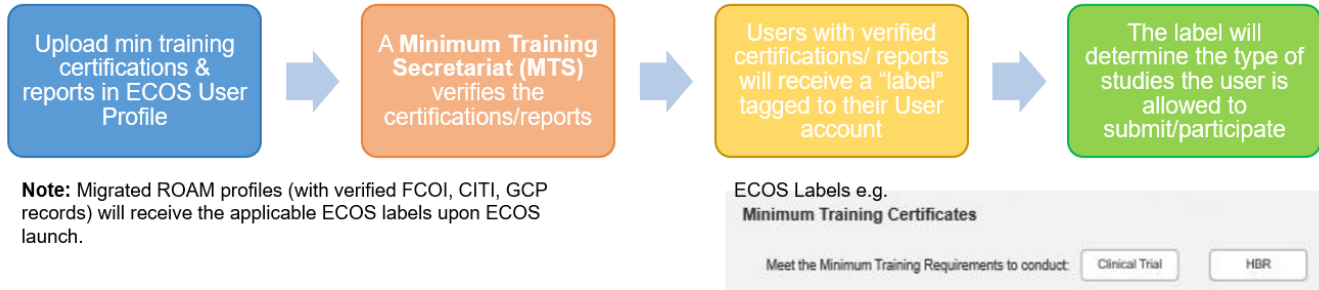 Upload min training
certifications &
reports in ECOS User
Profile
A Minimum Training
Secretariat (MTS)
verifies the
certifications/reports
Users with verified
certifications/ reports
will receive a “label”
tagged to their User
account
The label will
determine the type of
studies the user is
allowed to
submit/participate
Note: Migrated ROAM profiles (with verified FCOI, CITI, GCP
records) will receive the applicable ECOS labels upon ECOS
launch.
ECOS Labels e.g.
Minimum Training Certificates
Meet the Minimum Training Requirements to conduct: Clinical Trial HBR